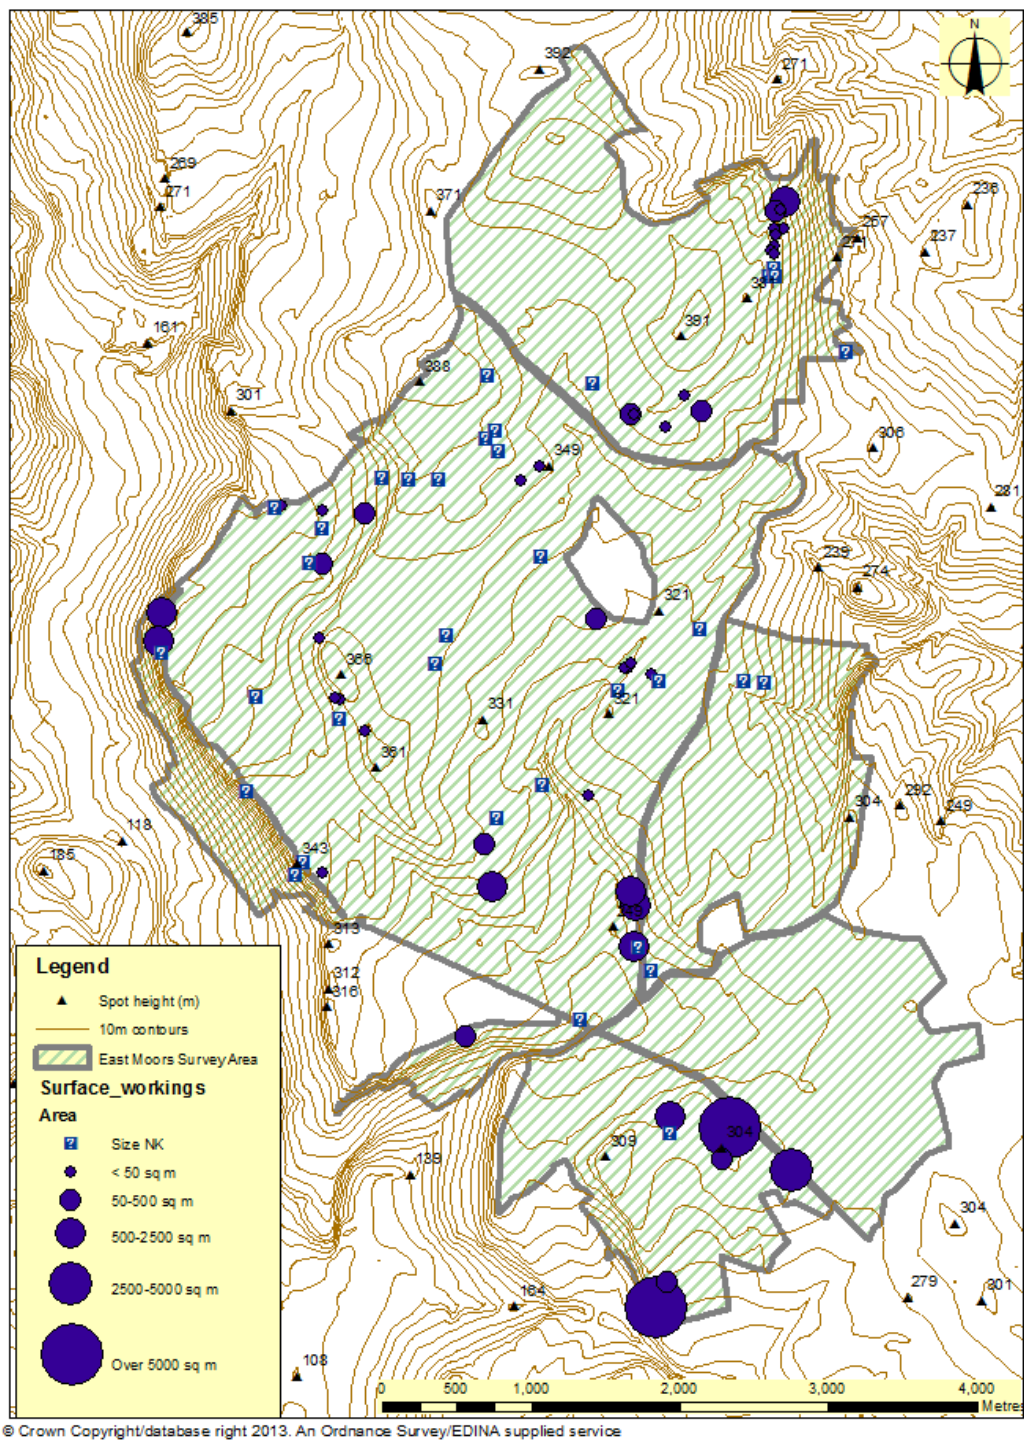 385
N
392
271
269
271
371
236
267
237
271
381
391
161
388
301
306
349
281
239
274
321
366
331
321
361
304
292
249
118
185
343
313
312
316
Legend
Spot height (m)
10m contours
East Moors Survey Area
Surface_workings
Area
? Size NK
< 50 sq m
50-500 sq m
500-2500 sq m
2500-5000 sq m
Over 5000 sq m
304
309
139
304
279
301
164
108
0 500 1,000 2,000 3,000 4,000
Metres
© Crown Copyright/database right 2013. An Ordnance Survey/EDINA supplied service